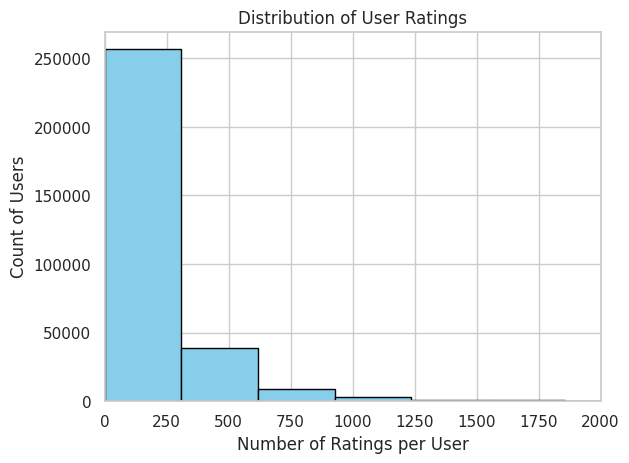 Distribution of User Ratings
Count of Users
250000
200000
150000
100000
50000
0
0 250 500 750 1000 1250 1500 1750 2000
Number of Ratings per User